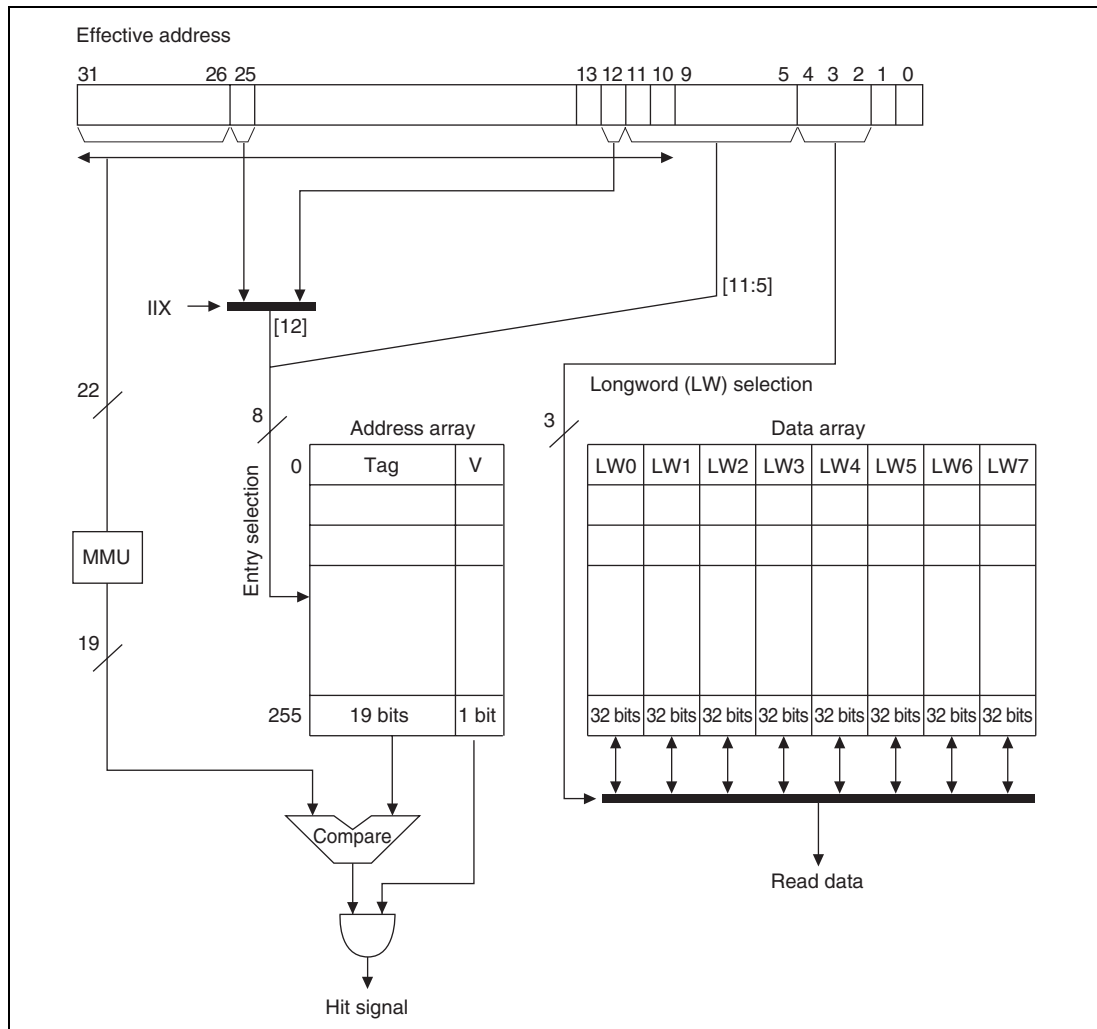 Effective address
31 26 25 13 12 11 10 9 5 4 3 2 1 0
[11:5]
IIX
[12]
22
Longword (LW) selection
8
3
Address array
Data array
0
Tag V
LW0 LW1 LW2 LW3 LW4 LW5 LW6 LW7
Entry selection
MMU
19
255
19 bits 1 bit
32 bits 32 bits 32 bits 32 bits 32 bits 32 bits 32 bits 32 bits
Compare
Read data
Hit signal